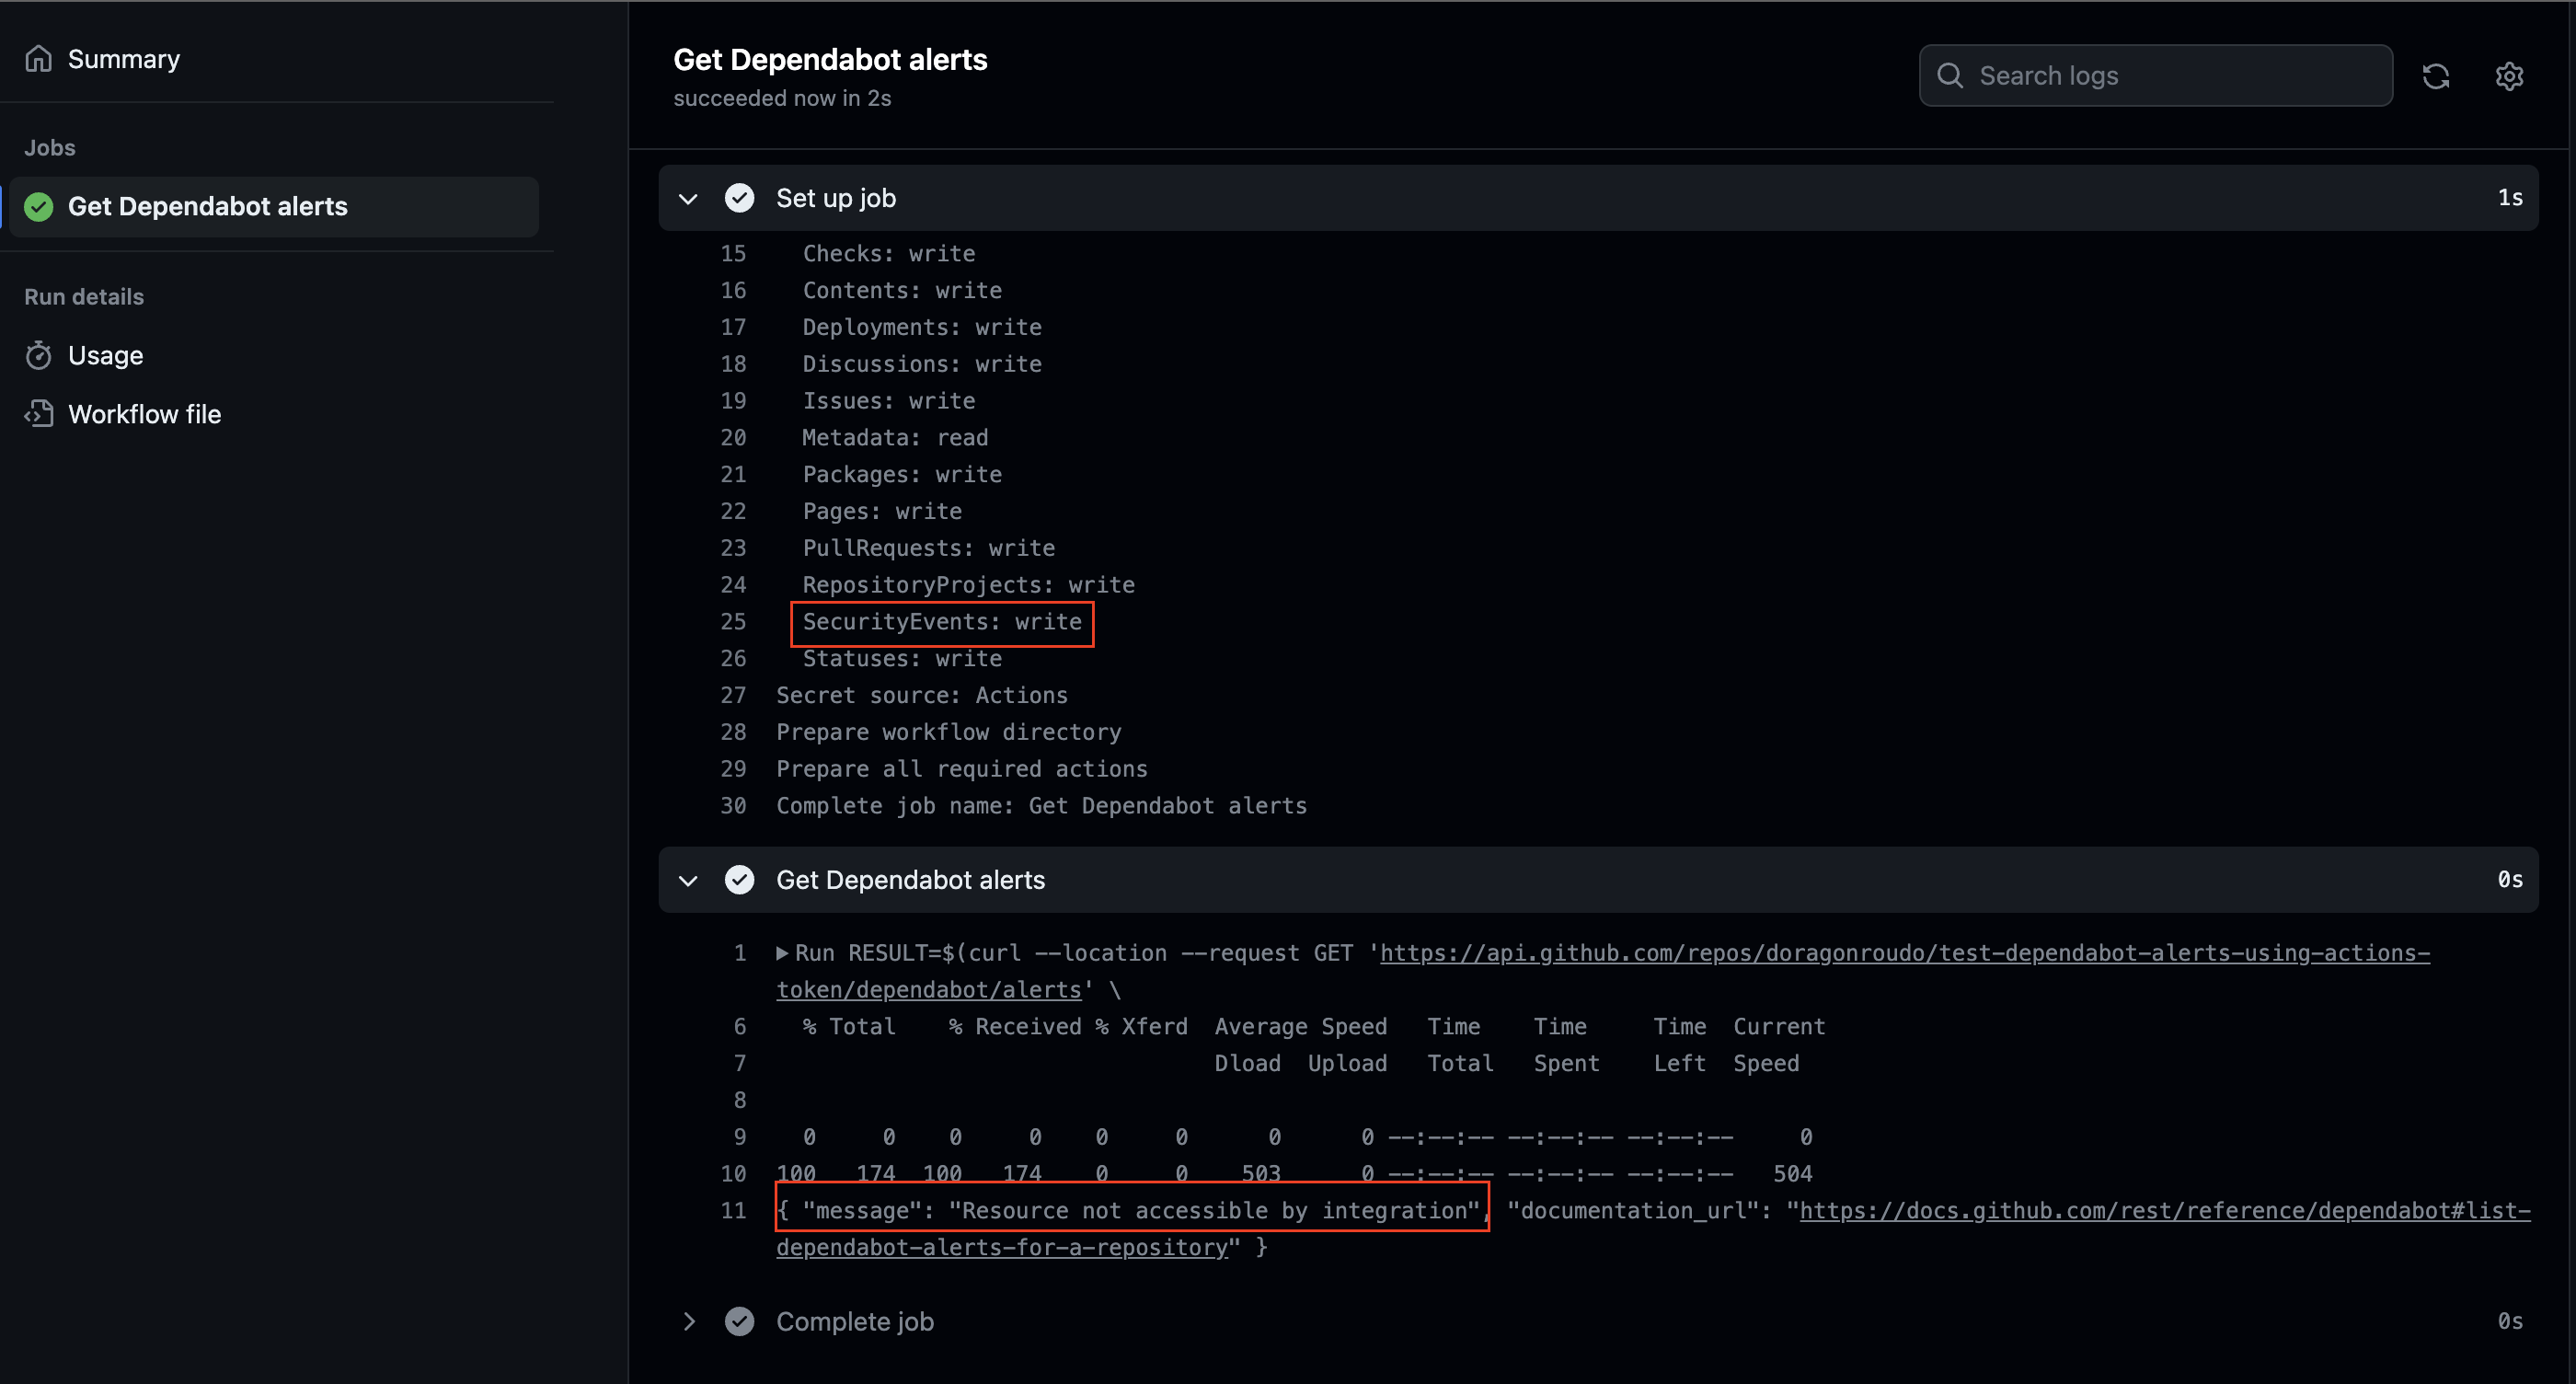 Summary
Jobs
Get Dependabot alerts
Run details
Usage
Workflow file
Get Dependabot alerts
succeeded now in 2s
Search logs
Set up job 1s
15 Checks: write
16 Contents: write
17 Deployments: write
18 Discussions: write
19 Issues: write
20 Metadata: read
21 Packages: write
22 Pages: write
23 PullRequests: write
24 RepositoryProjects: write
25 SecurityEvents: write
26 Statuses: write
27 Secret source: Actions
28 Prepare workflow directory
29 Prepare all required actions
30 Complete job name: Get Dependabot alerts
Get Dependabot alerts 0s
1 Run RESULT=$(curl --location --request GET 'https://api.github.com/repos/doragonroudo/test-dependabot-alerts-using-actions-
token/dependabot/alerts' \
6 % Total % Received % Xferd Average Speed Time Time Time Current
7 Dload Upload Total Spent Left Speed
8
9 0 0 0 0 0 0 0 0 --:--:-- --:--:-- --:--:-- 0
10 100 174 100 174 0 0 503 0 --:--:-- --:--:-- --:--:-- 504
11 { "message": "Resource not accessible by integration", "documentation_url": "https://docs.github.com/rest/reference/dependabot#list-
dependabot-alerts-for-a-repository" }
Complete job 0s